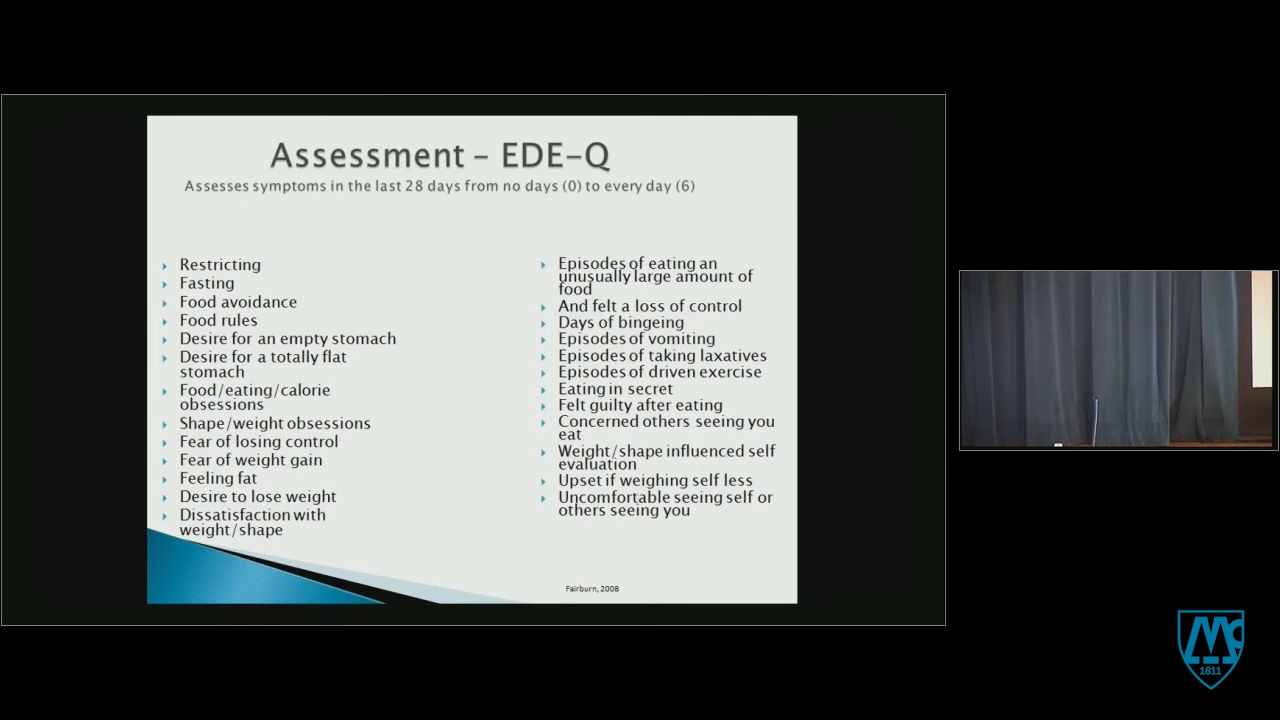 Assessment – EDE-Q
Assesses symptoms in the last 28 days from no days (0) to every day (6)
Restricting
Fasting
Food avoidance
Food rules
Desire for an empty stomach
Desire for a totally flat
stomach
Food/eating/calorie
obsessions
Shape/weight obsessions
Fear of losing control
Fear of weight gain
Feeling fat
Desire to lose weight
Dissatisfaction with
weight/shape
Episodes of eating an
unusually large amount of
food
And felt a loss of control
Days of bingeing
Episodes of vomiting
Episodes of taking laxatives
Episodes of driven exercise
Eating in secret
Felt guilty after eating
Concerned others seeing you
eat
Weight/shape influenced self
evaluation
Upset if weighing self less
Uncomfortable seeing self or
others seeing you
Fairburn, 2008
Mc
1811